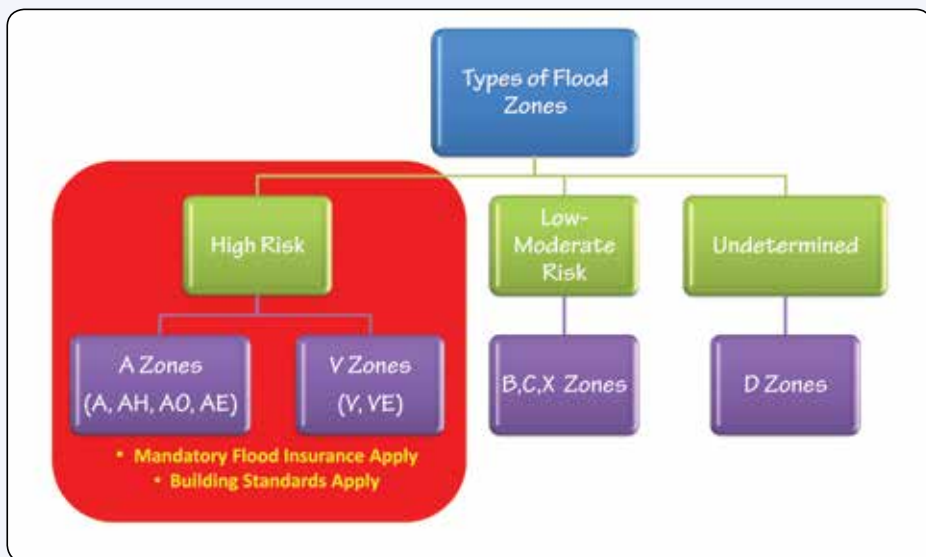 Types of Flood
Zones
High Risk
Low-
Moderate
Risk
Undetermined
A Zones
(A, AH, AO, AE)
V Zones
(V, VE)
B,C,X Zones
D Zones
• Mandatory Flood Insurance Apply
• Building Standards Apply